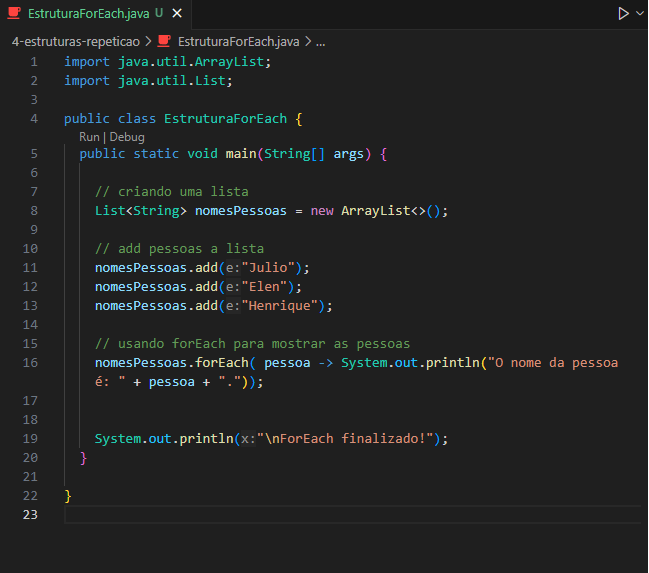 EstruturaForEach.java U
4-estruturas-repeticao > EstruturaForEach.java > ...
1 import java.util.ArrayList;
2 import java.util.List;
3
4 public class EstruturaForEach {
Run | Debug
5 public static void main(String[] args) {
6
7 // criando uma lista
8 List<String> nomesPessoas = new ArrayList<>();
9
10 // add pessoas a lista
11 nomesPessoas.add(e:"Julio");
12 nomesPessoas.add(e:"Elen");
13 nomesPessoas.add(e:"Henrique");
14
15 // usando forEach para mostrar as pessoas
16 nomesPessoas.forEach( pessoa -> System.out.println("O nome da pessoa
é: " + pessoa + "."));
17
18
19 System.out.println(x:"\nForEach finalizado!");
20 }
21
22 }
23